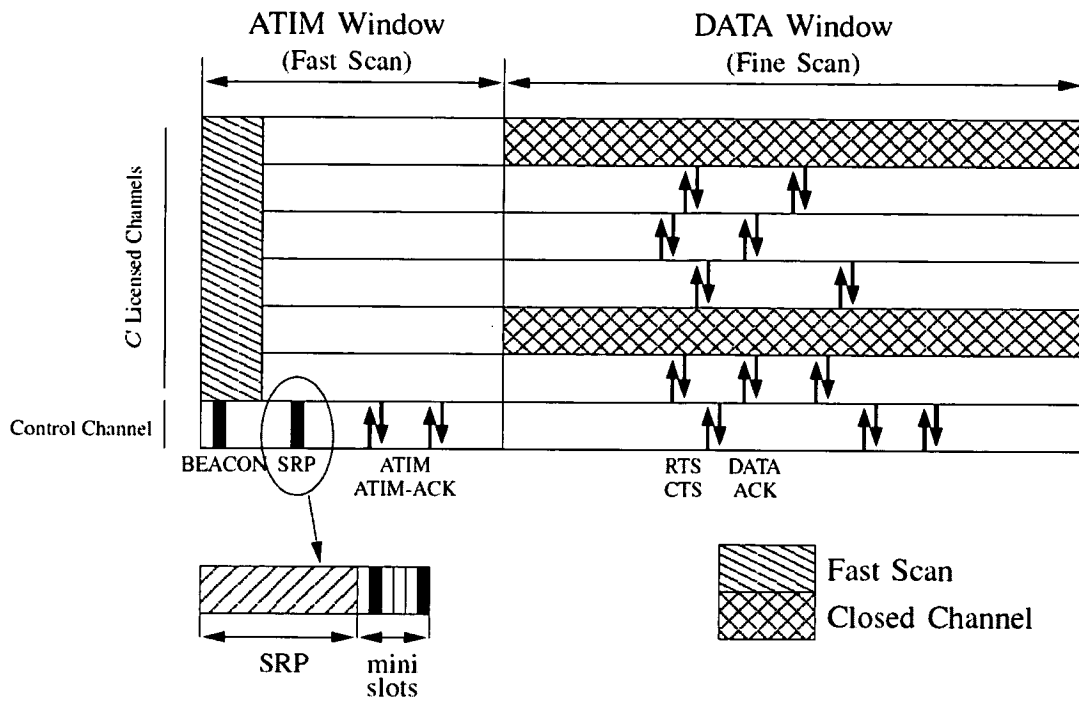 ATIM Window
(Fast Scan)
DATA Window
(Fine Scan)
C Licensed Channels
Control Channel
BEACON
SRP
ATIM
ATIM-ACK
RTS
CTS
DATA
ACK
SRP
mini
slots
Fast Scan
Closed Channel